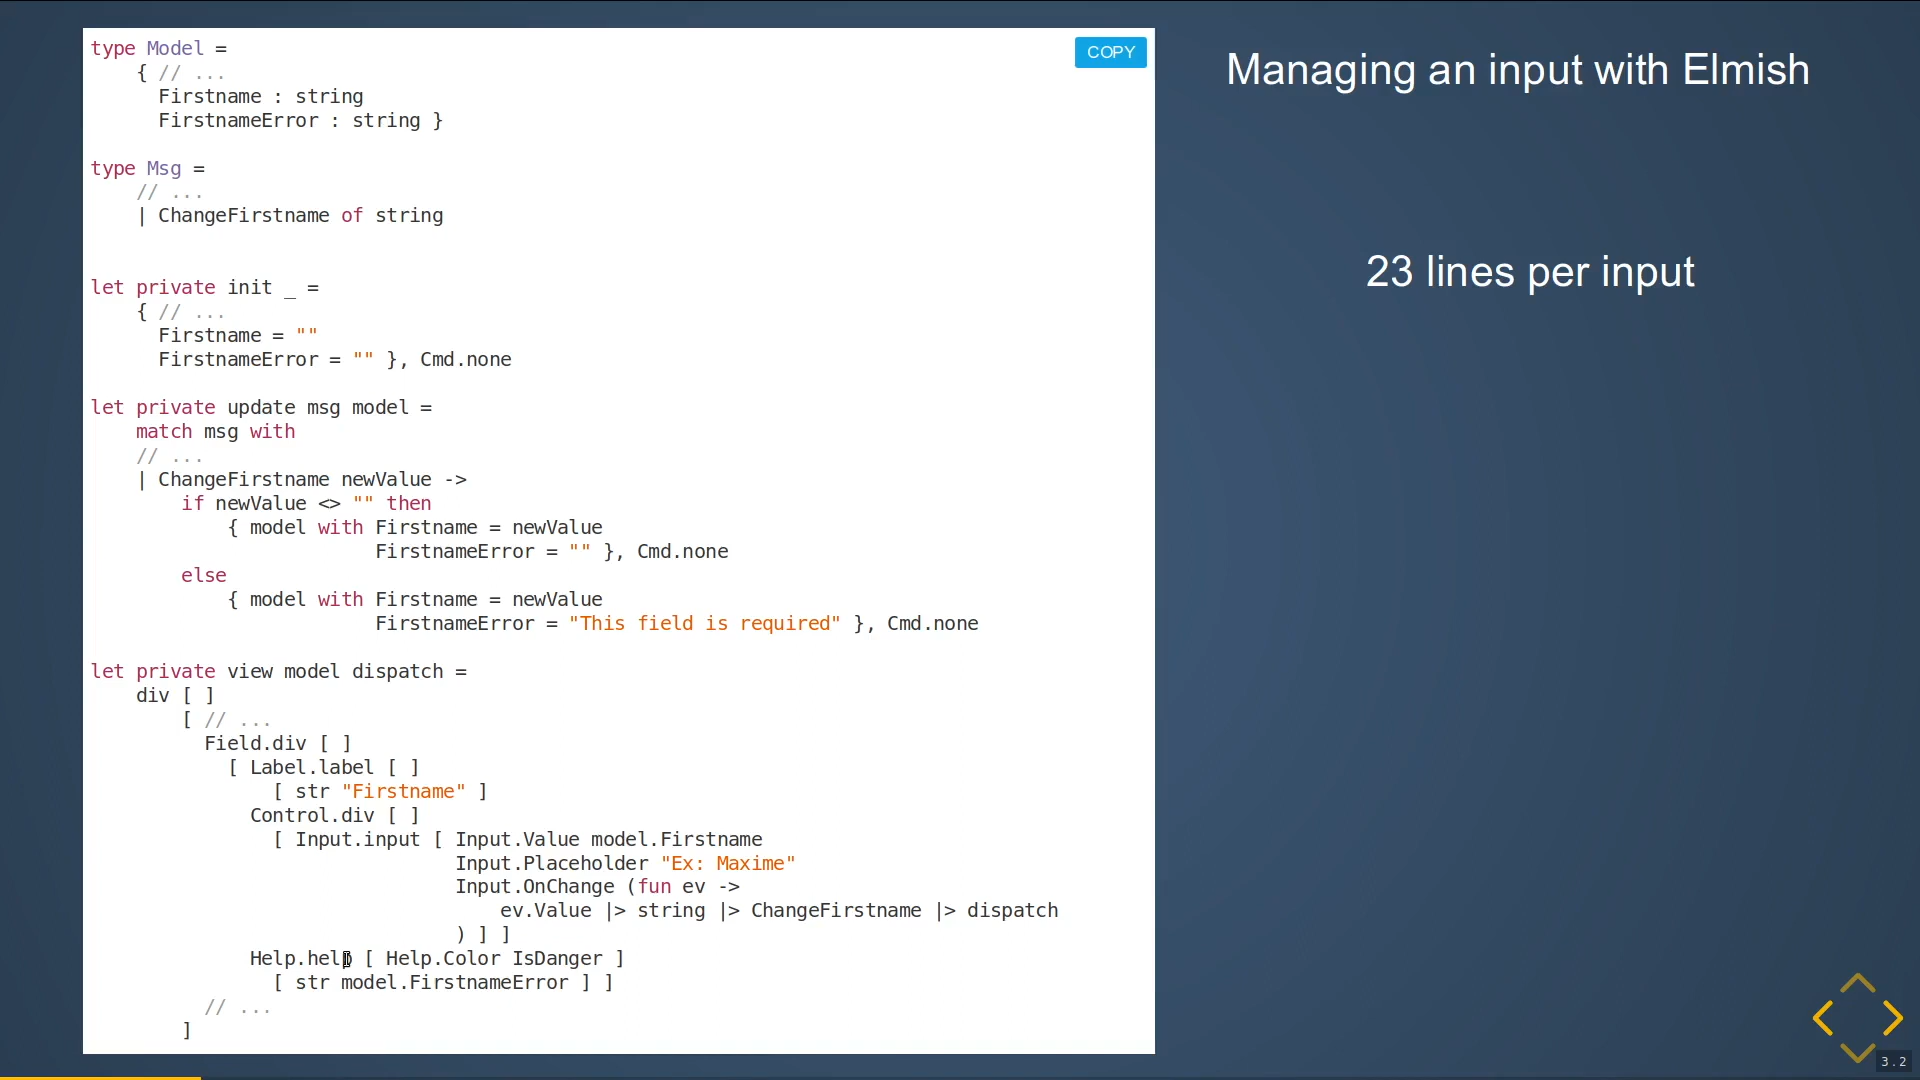 type Model =
    { // ...
      Firstname : string
      FirstnameError : string }

type Msg =
    // ...
    | ChangeFirstname of string


let private init _ =
    { // ...
      Firstname = ""
      FirstnameError = "" }, Cmd.none

let private update msg model =
    match msg with
    // ...
    | ChangeFirstname newValue ->
        if newValue <> "" then
            { model with Firstname = newValue
                         FirstnameError = "" }, Cmd.none
        else
            { model with Firstname = newValue
                         FirstnameError = "This field is required" }, Cmd.none

let private view model dispatch =
    div [ ]
        [ // ...
          Field.div [ ]
            [ Label.label [ ]
                [ str "Firstname" ]
              Control.div [ ]
                [ Input.input [ Input.Value model.Firstname
                                Input.Placeholder "Ex: Maxime"
                                Input.OnChange (fun ev ->
                                    ev.Value |> string |> ChangeFirstname |> dispatch
                                ) ] ]
              Help.help [ Help.Color IsDanger ]
                [ str model.FirstnameError ] ]
          // ...
        ]
COPY
Managing an input with Elmish
23 lines per input
3.2